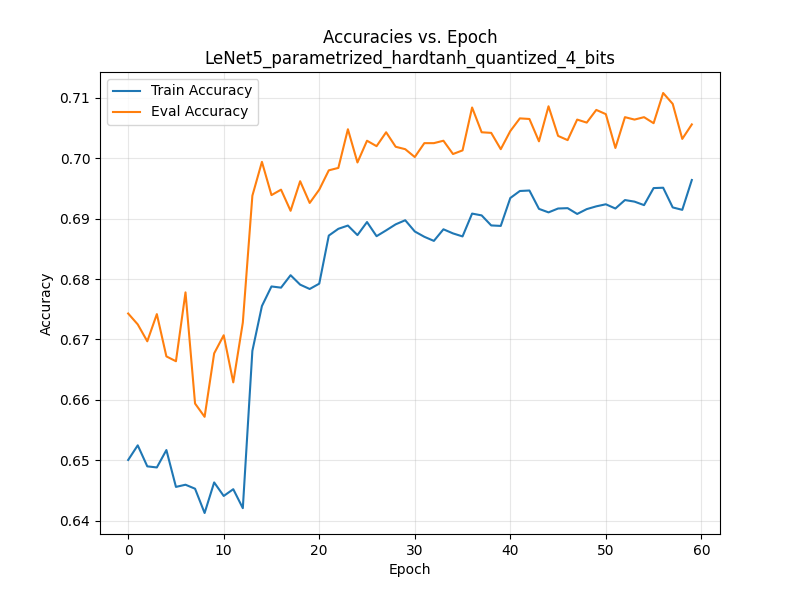 Accuracies vs. Epoch
LeNet5_parametrized_hardtanh_quantized_4_bits
Train Accuracy
Eval Accuracy
0.71
0.70
0.69
0.68
0.67
0.66
0.65
0.64
Accuracy
0
10
20
30
40
50
60
Epoch